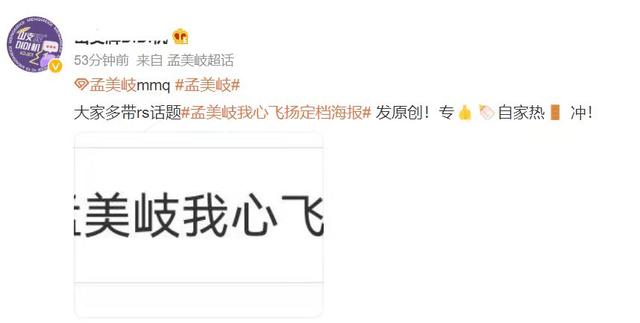 53分钟前 来自 孟美岐超话
孟美岐mmq #孟美岐#
大家多带rs话题#孟美岐我心飞扬定档海报# 发原创！专👍🏷️自家热🚪 冲！
美岐我心飞